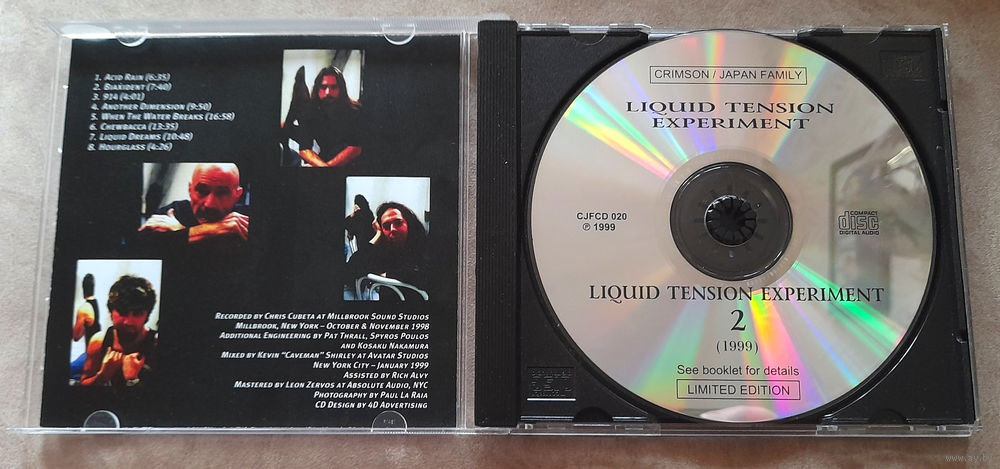 1. Acid Rain (6:35)
2. Biaxident (7:40)
3. 914 (4:01)
4. Another Dimension (9:50)
5. When The Water Breaks (16:58)
6. Chewbacca (13:35)
7. Liquid Dreams (10:48)
8. Hourglass (4:26)
Recorded by Chris Cubeta at Millbrook Sound Studios
Millbrook, New York – October & November 1998
Additional Engineering by Pat Thrall, Spyros Poulos
and Kosaku Nakamura
Mixed by Kevin "Caveman" Shirley at Avatar Studios
New York City – January 1999
Assisted by Rich Alvy
Mastered by Leon Zervos at Absolute Audio, NYC
Photography by Paul La Raia
CD Design by 4D Advertising
CRIMSON / JAPAN FAMILY
LIQUID TENSION
EXPERIMENT
CJFCD 020
℗ 1999
COMPACT
disc
DIGITAL AUDIO
LIQUID TENSION EXPERIMENT
2
(1999)
See booklet for details
LIMITED EDITION